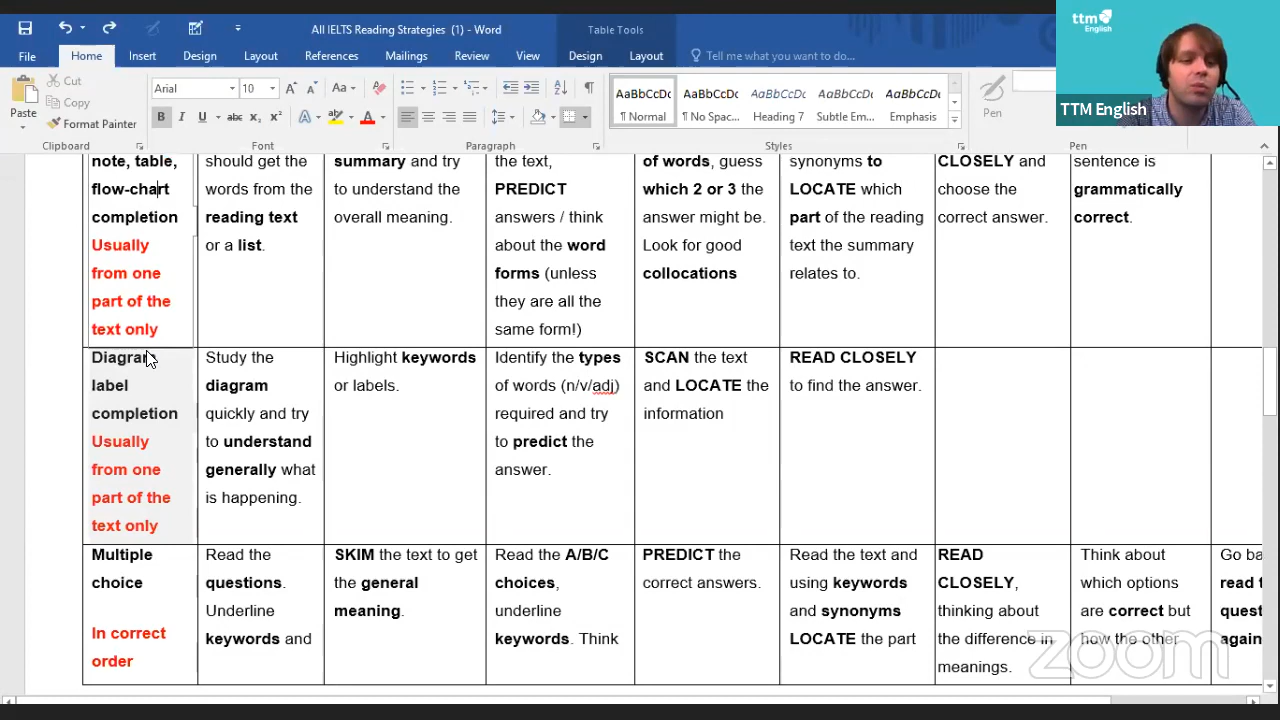 All IELTS Reading Strategies (1) - Word
Table Tools
ttm
English
TTM English
File
Home
Insert
Design
Layout
References
Mailings
Review
View
Design
Layout
Tell me what you want to do...
Paste
Cut
Copy
Format Painter
Clipboard
Arial
10
Font
Paragraph
AaBbCcDc
¶ Normal
AaBbCcDc
¶ No Spac...
AaBbCcDc
Heading 7
AaBbCcDc
Subtle Em...
AaBbCcDc
Emphasis
Styles
Pen
Pen
note, table,
flow-chart
completion
Usually
from one
part of the
text only
should get the
words from the
reading text
or a list.
summary and try
to understand the
overall meaning.
the text,
PREDICT
answers / think
about the word
forms (unless
they are all the
same form!)
of words, guess
which 2 or 3 the
answer might be.
Look for good
collocations
synonyms to
LOCATE which
part of the reading
text the summary
relates to.
CLOSELY and
choose the
correct answer.
sentence is
grammatically
correct.
Diagram
label
completion
Usually
from one
part of the
text only
Study the
diagram
quickly and try
to understand
generally what
is happening.
Highlight keywords
or labels.
Identify the types
of words (n/v/adj)
required and try
to predict the
answer.
SCAN the text
and LOCATE the
information
READ CLOSELY
to find the answer.
Multiple
choice
In correct
order
Read the
questions.
Underline
keywords and
SKIM the text to get
the general
meaning.
Read the A/B/C
choices,
underline
keywords. Think
PREDICT the
correct answers.
Read the text and
using keywords
and synonyms
LOCATE the part
READ
CLOSELY,
thinking about
the difference in
meanings.
Think about
which options
are correct but
how the other
Go ba
read t
quest
again
zoom